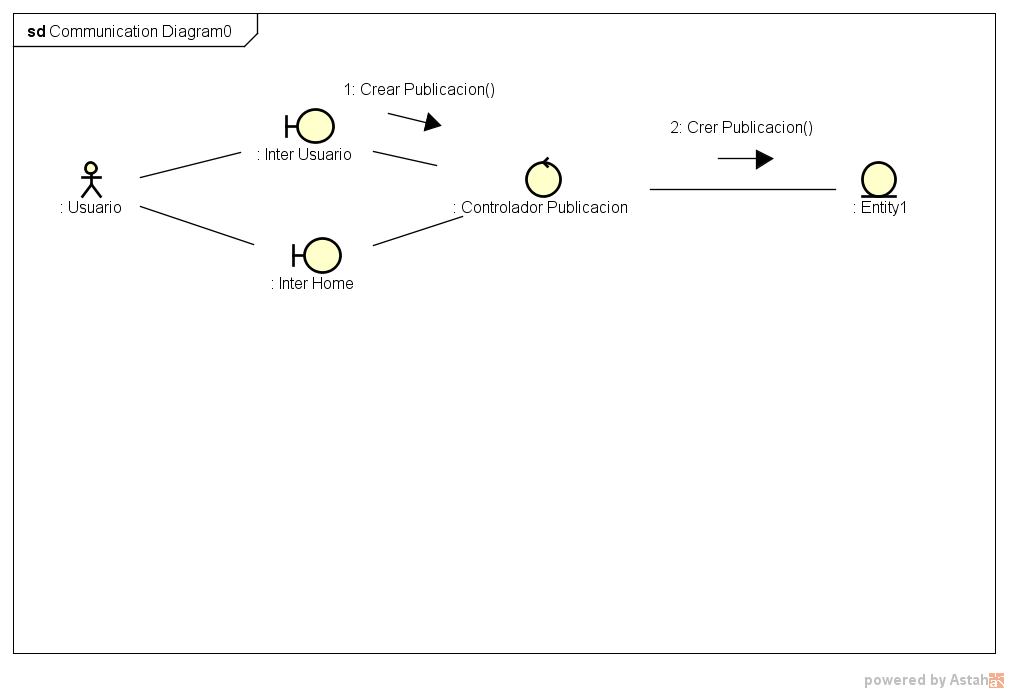 sd Communication Diagram0
1: Crear Publicacion()
2: Crer Publicacion()
: Inter Usuario
: Usuario
: Controlador Publicacion
: Entity1
: Inter Home
powered by Astah